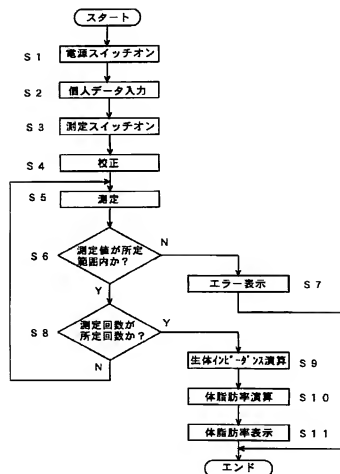 スタート
S1 電源スイッチオン
S2 個人データ入力
S3 測定スイッチオン
S4 校正
S5 測定
S6 測定値が所定
範囲内か?
N
Y
エラー表示 S7
S8 測定回数が
所定回数か?
Y
N
生体インピーダンス演算 S9
体脂肪率演算 S10
体脂肪率表示 S11
エンド